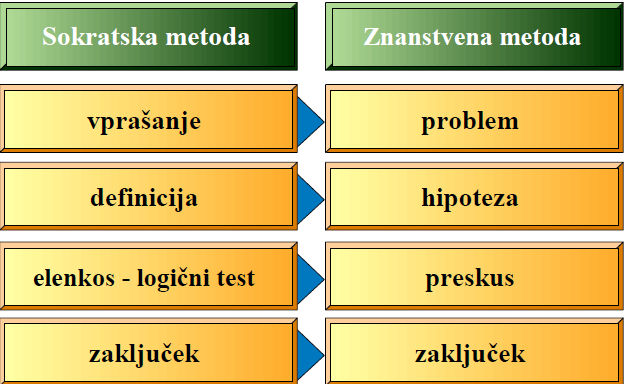 Sokratska metoda
Znanstvena metoda
vprašanje
problem
definicija
hipoteza
elenkos - logični test
preskus
zaključek
zaključek